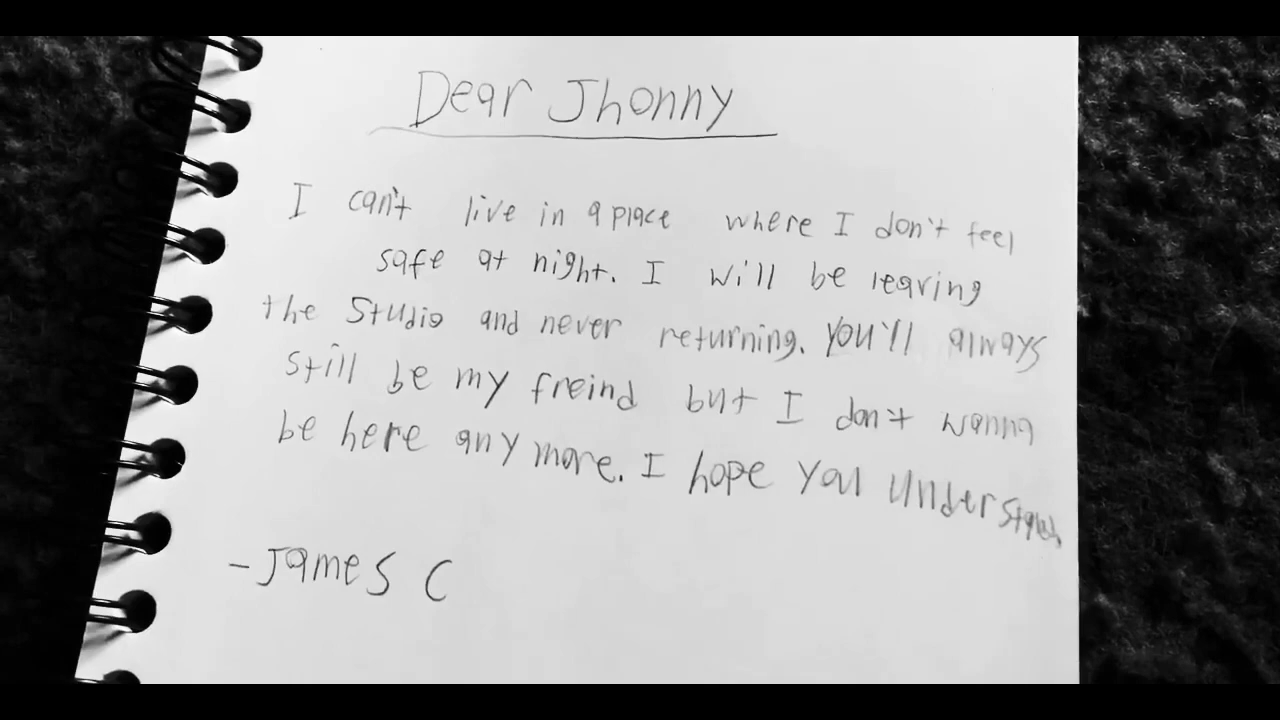 Dear Jhonny
I can't live in a place where I don't feel
safe at night. I will be leaving
the Studio and never returning. You'll always
still be my freind but I don't wanna
be here any more. I hope you understand.
-James C